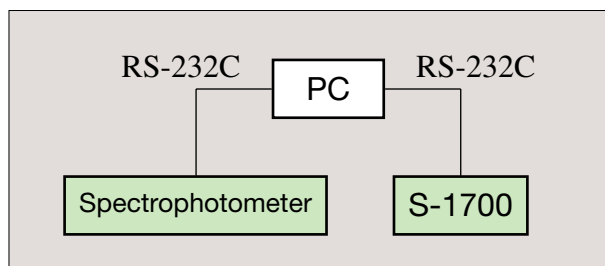 RS-232C
PC
RS-232C
Spectrophotometer
S-1700